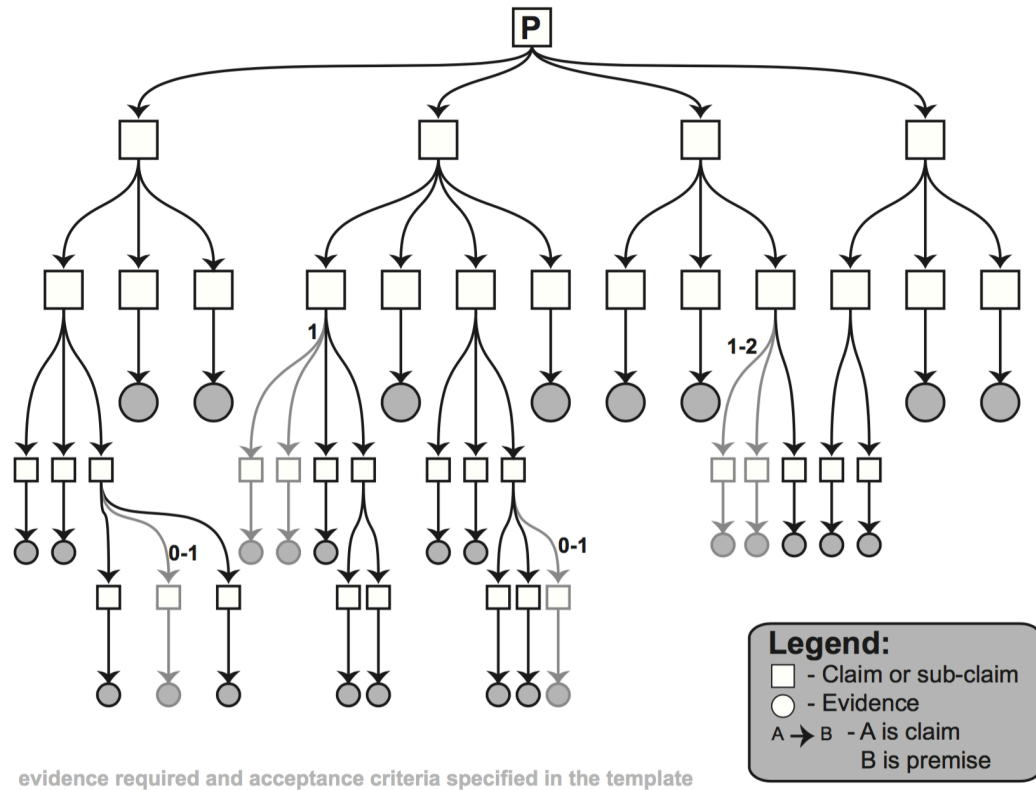 P
1
1-2
0-1
0-1
Legend:
- Claim or sub-claim
- Evidence
A → B - A is claim
B is premise
evidence required and acceptance criteria specified in the template